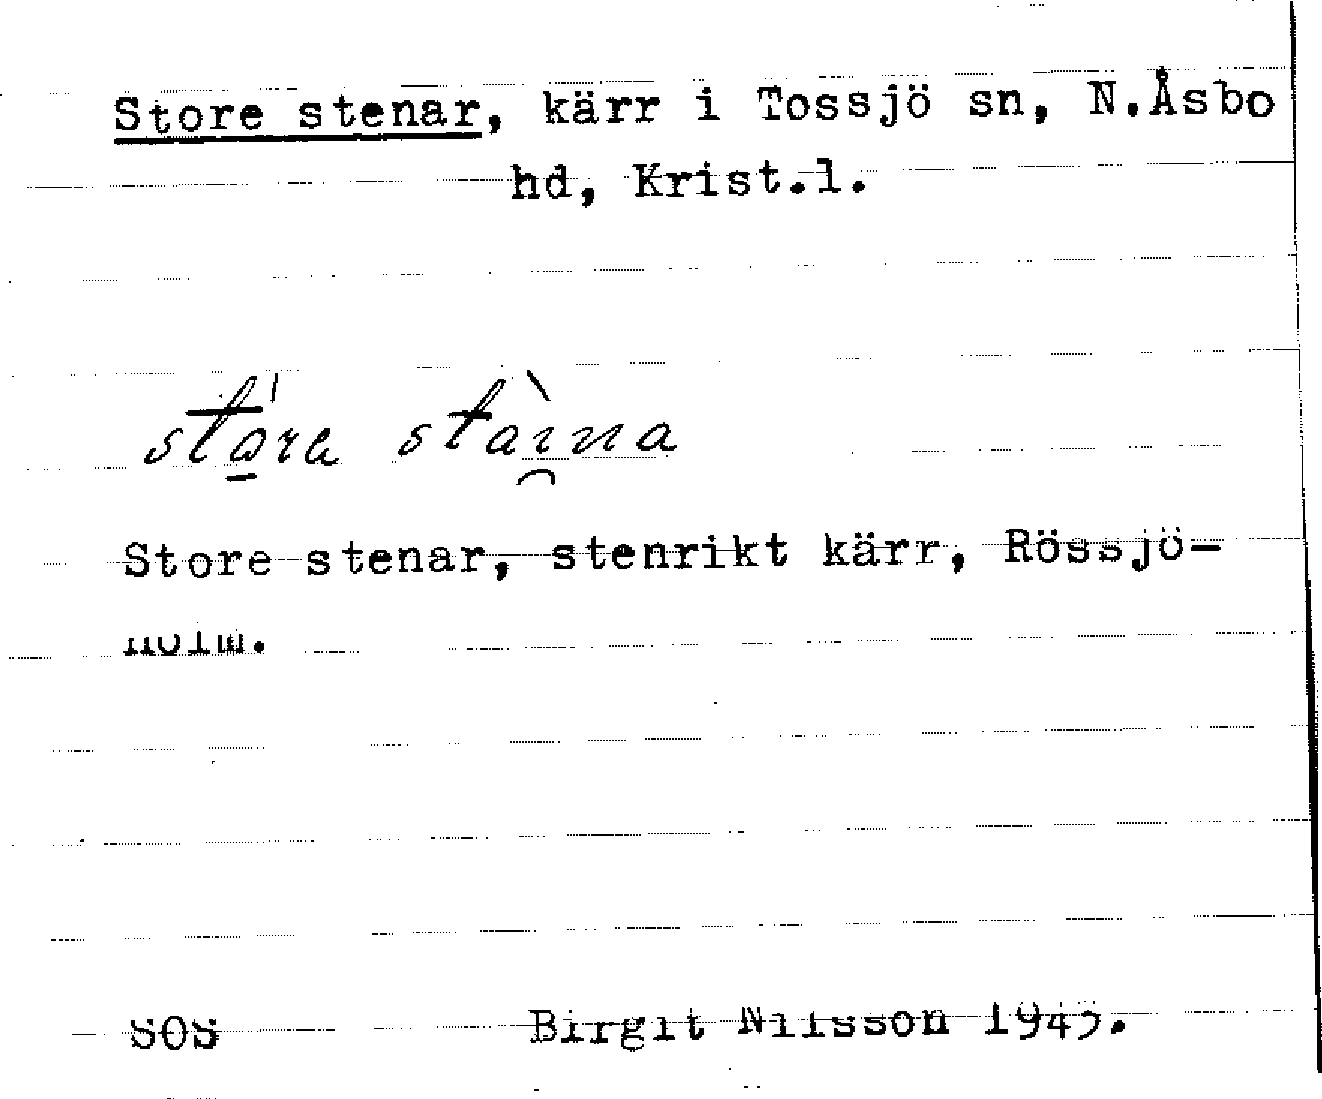 Store stenar, kärr i Tossjö sn, N.Åsbo
hd, Krist.l.
Store stenar, stenrikt kärr, Rössjö-
holm.
SOS Birgit Nilsson 1945.